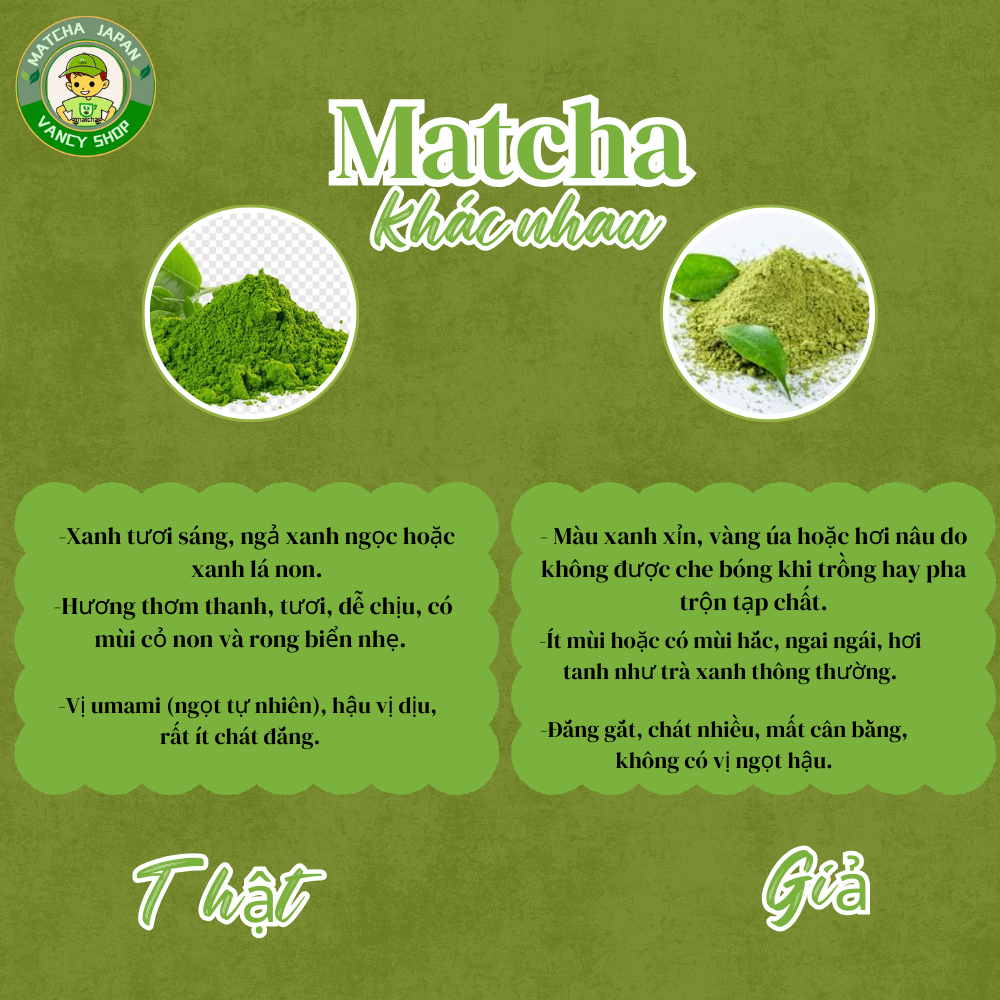 MATCHA JAPAN
matcha
VANCY SHOP
Matcha
khác nhau
-Xanh tươi sáng, ngả xanh ngọc hoặc
xanh lá non.
-Hương thơm thanh, tươi, dễ chịu, có
mùi cỏ non và rong biển nhẹ.
-Vị umami (ngọt tự nhiên), hậu vị dịu,
rất ít chát đắng.
- Màu xanh xỉn, vàng úa hoặc hơi nâu do
không được che bóng khi trồng hay pha
trộn tạp chất.
-Ít mùi hoặc có mùi hắc, ngai ngái, hơi
tanh như trà xanh thông thường.
-Đắng gắt, chát nhiều, mất cân bằng,
không có vị ngọt hậu.
Thật
Giả